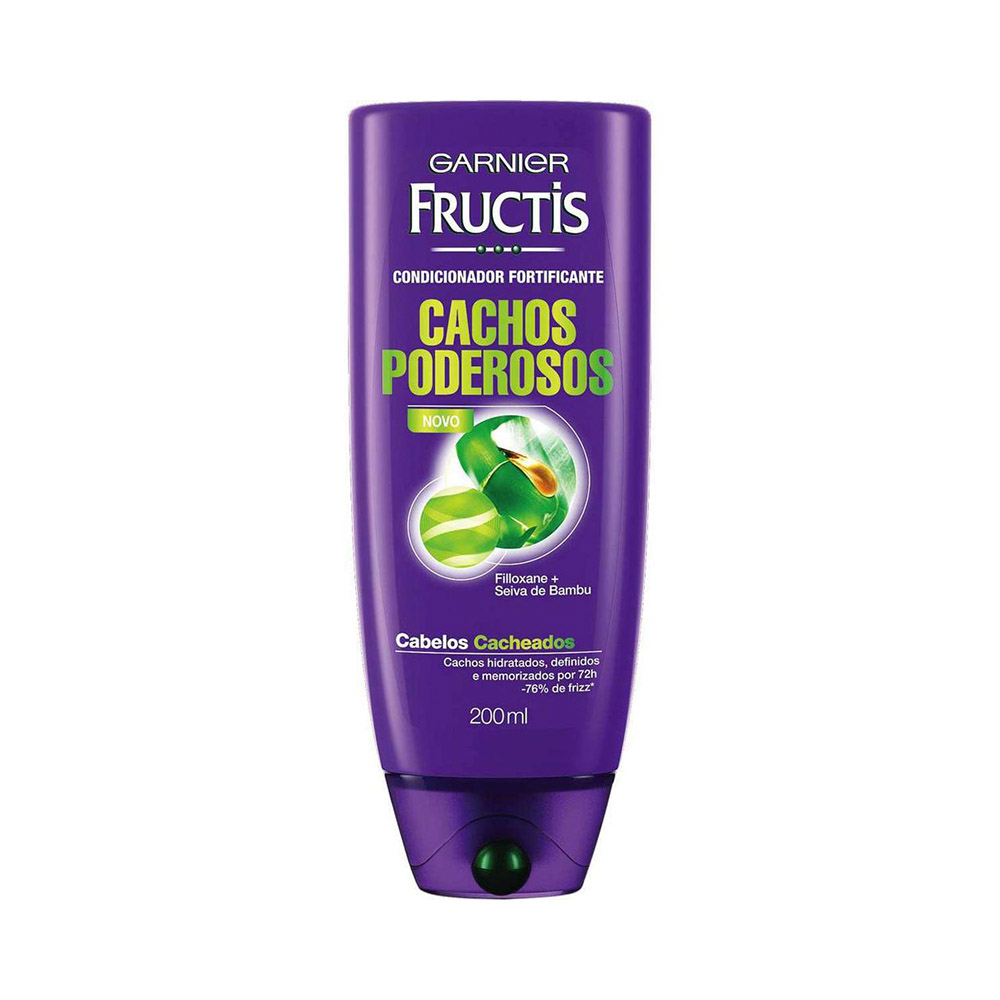 GARNIER
FRUCTIS
CONDICIONADOR FORTIFICANTE
CACHOS
PODEROSOS
NOVO
Filloxane +
Seiva de Bambu
Cabelos Cacheados
Cachos hidratados, definidos
e memorizados por 72h
-76% de frizz*
200ml